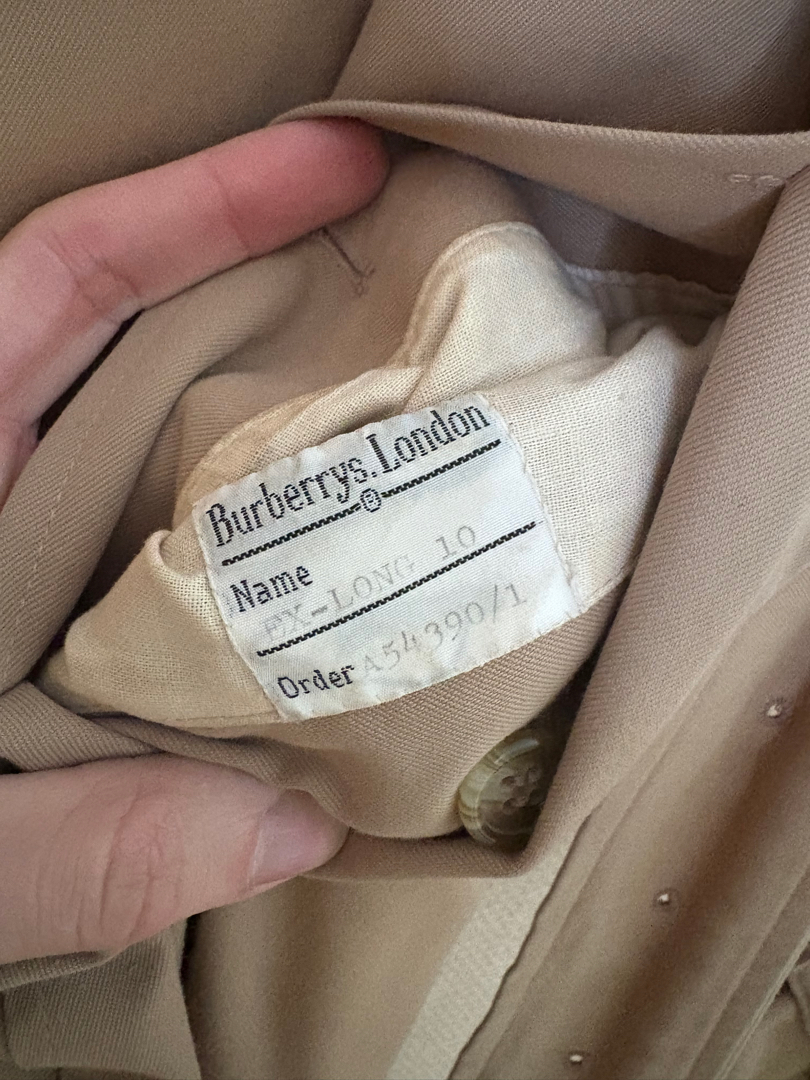 Burberrys. London
®
Name
EX-LONG 10
Order A54390/1